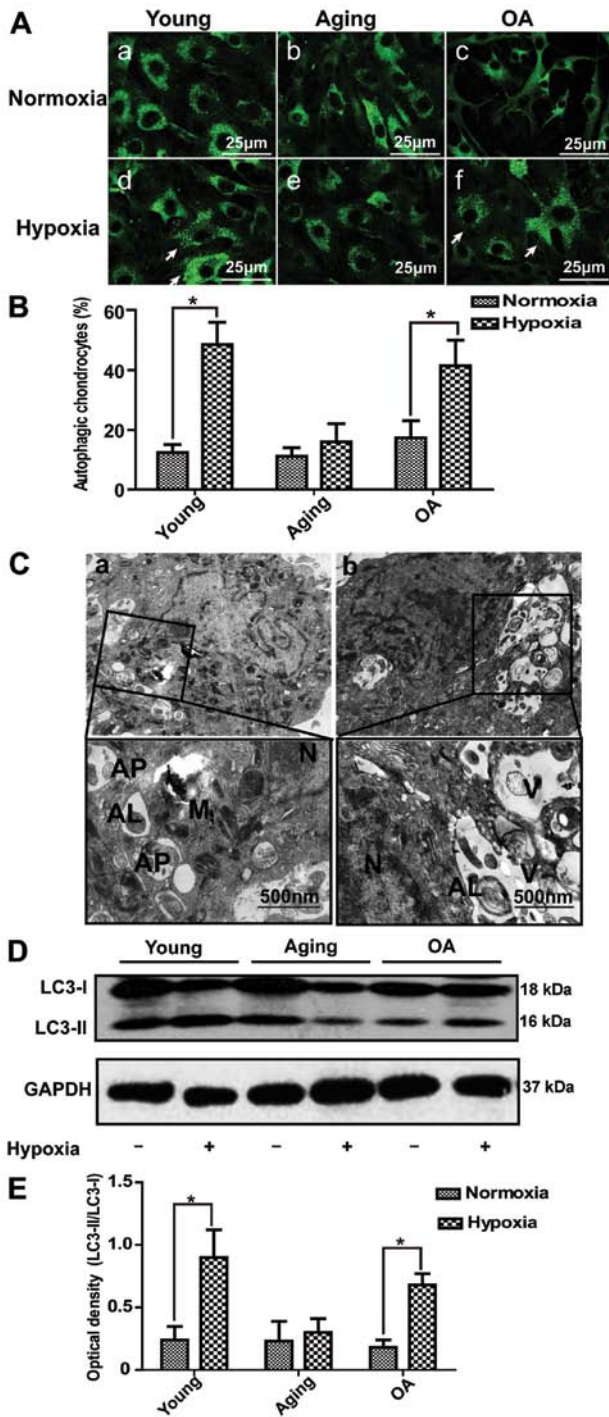 A
Young Aging OA
Normoxia
a b c
25μm 25μm 25μm
Hypoxia
d e f
25μm 25μm 25μm
B
Autophagic chondrocytes (%)
60
40
20
0
* *
Normoxia
Hypoxia
Young Aging OA
C
a b
AP N
AL M
AP
500nm
V
N
AL V
500nm
D
Young Aging OA
LC3-I 18 kDa
LC3-II 16 kDa
GAPDH 37 kDa
Hypoxia – + – + – +
E
Optical density (LC3-II/LC3-I)
1.5
1.0
0.5
0.0
* *
Normoxia
Hypoxia
Young Aging OA